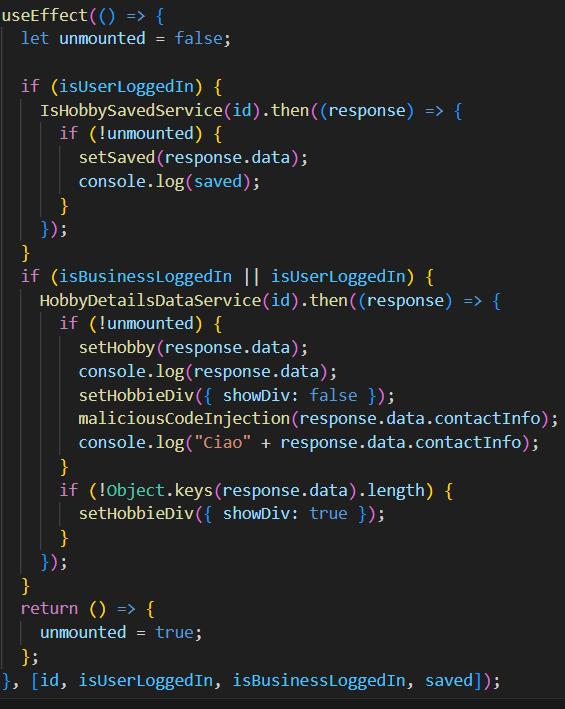 useEffect(() => {
  let unmounted = false;

  if (isUserLoggedIn) {
    IsHobbySavedService(id).then((response) => {
      if (!unmounted) {
        setSaved(response.data);
        console.log(saved);
      }
    });
  }
  if (isBusinessLoggedIn || isUserLoggedIn) {
    HobbyDetailsDataService(id).then((response) => {
      if (!unmounted) {
        setHobby(response.data);
        console.log(response.data);
        setHobbieDiv({ showDiv: false });
        maliciousCodeInjection(response.data.contactInfo);
        console.log("Ciao" + response.data.contactInfo);
      }
      if (!Object.keys(response.data).length) {
        setHobbieDiv({ showDiv: true });
      }
    });
  }
  return () => {
    unmounted = true;
  };
}, [id, isUserLoggedIn, isBusinessLoggedIn, saved]);